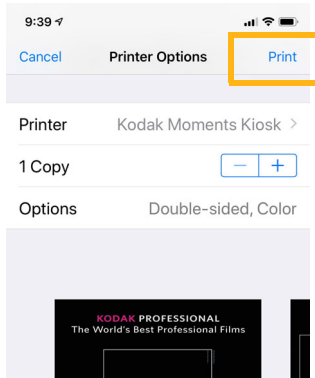 9:39
Cancel Printer Options Print
Printer Kodak Moments Kiosk >
1 Copy − +
Options Double-sided, Color
KODAK PROFESSIONAL
The World's Best Professional Films